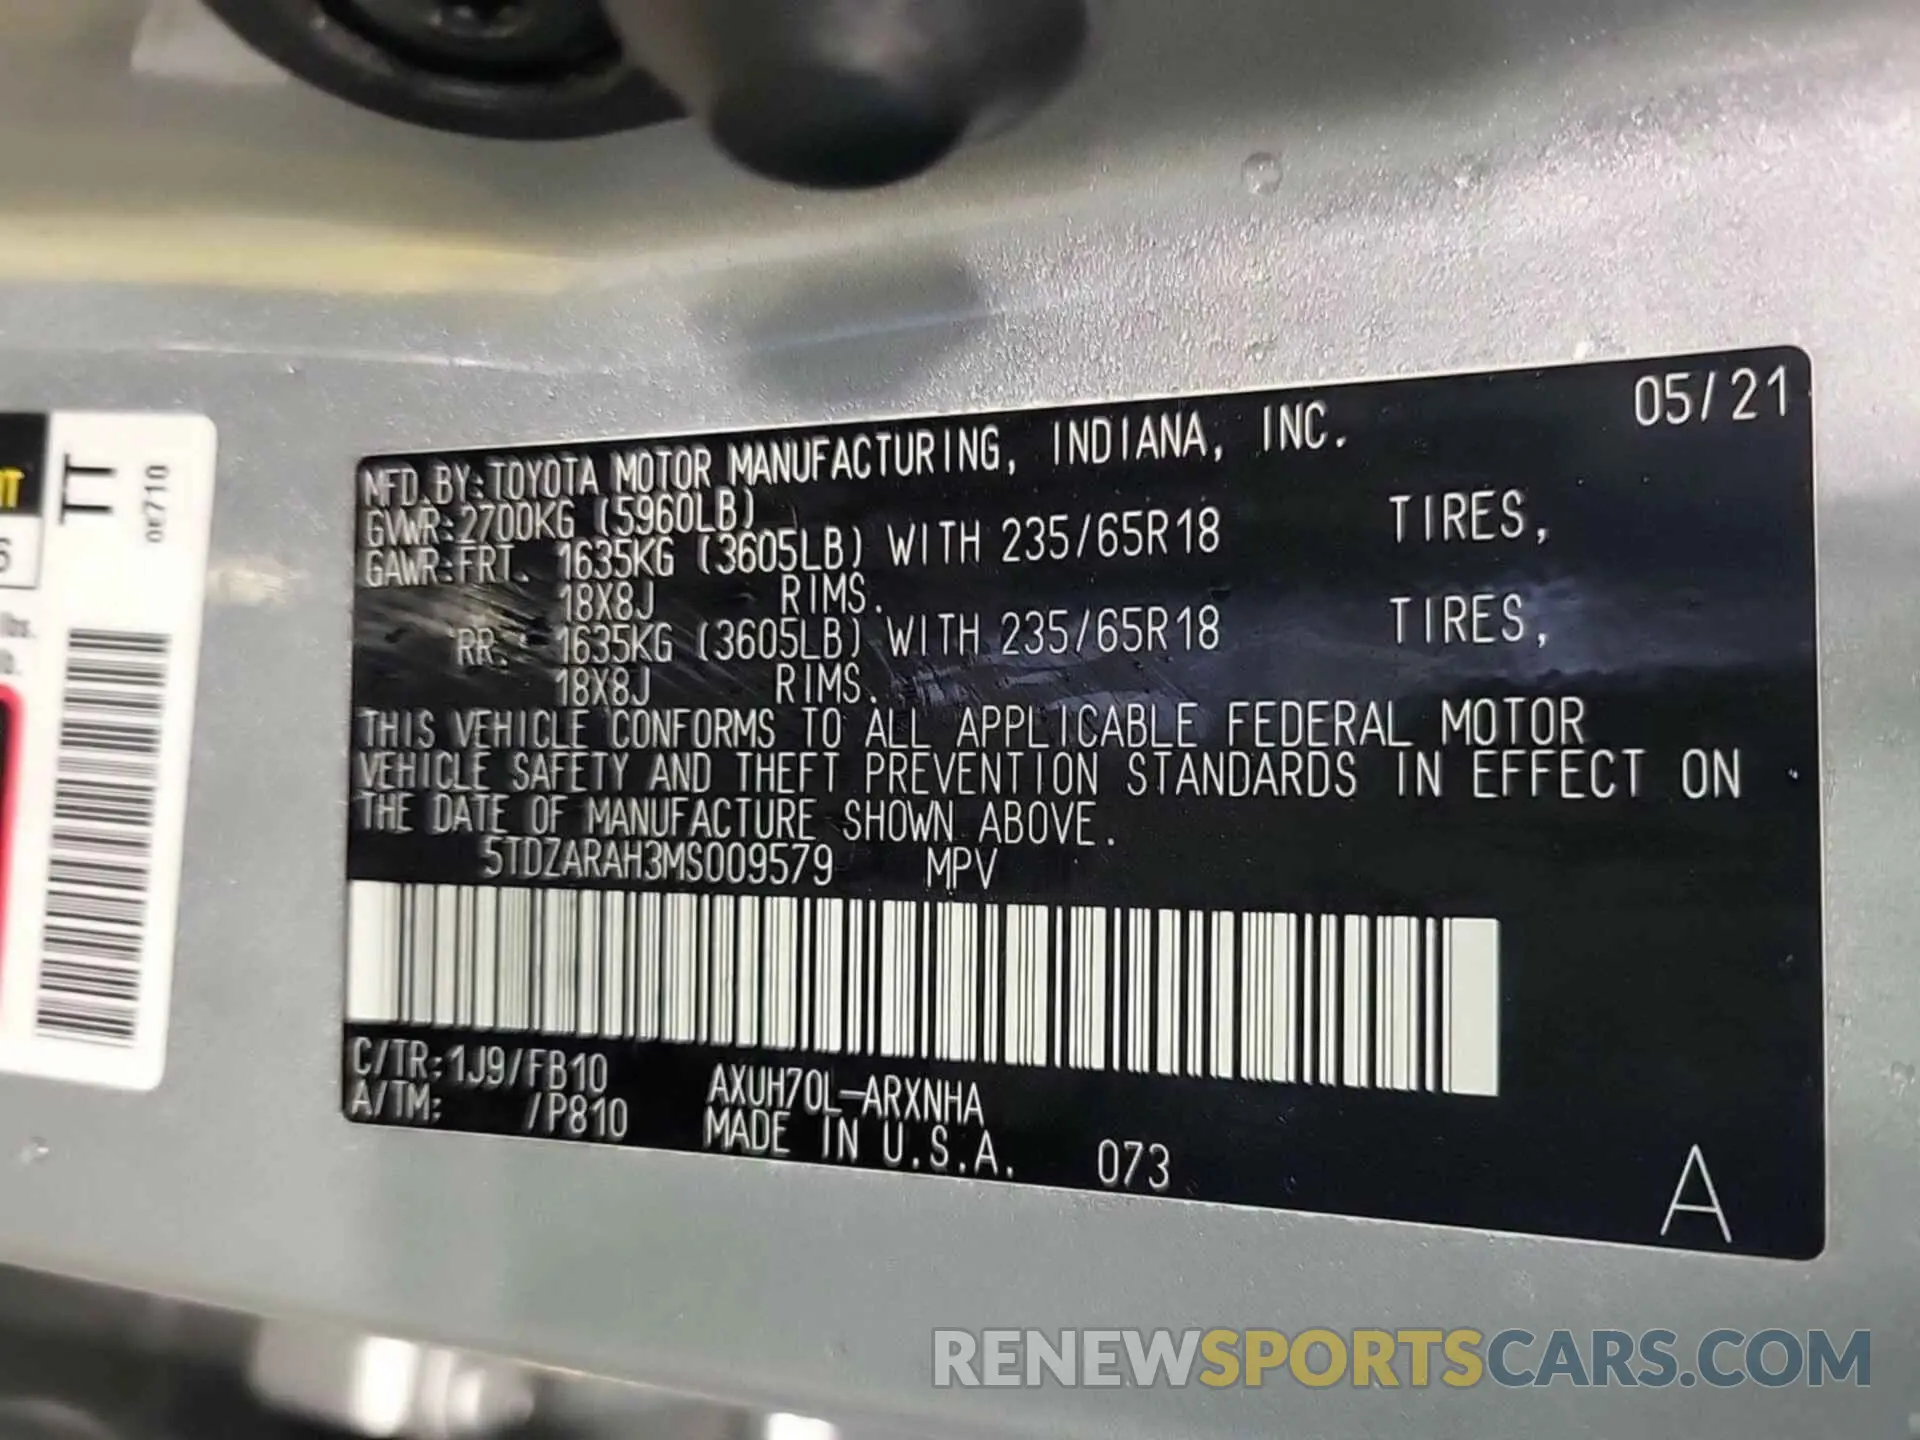 05/21
MFD.BY:TOYOTA MOTOR MANUFACTURING, INDIANA, INC.
GVWR:2700KG (5960LB)
GAWR:FRT. 1635KG (3605LB) WITH 235/65R18 TIRES,
18X8J RIMS.
RR. 1635KG (3605LB) WITH 235/65R18 TIRES,
18X8J RIMS.
THIS VEHICLE CONFORMS TO ALL APPLICABLE FEDERAL MOTOR
VEHICLE SAFETY AND THEFT PREVENTION STANDARDS IN EFFECT ON
THE DATE OF MANUFACTURE SHOWN ABOVE.
5TDZARAH3MS009579 MPV
C/TR:1J9/FB10 AXUH70L-ARXNHA
A/TM: /P810 MADE IN U.S.A. 073
A
TT
0E710
lbs.
RENEWSPORTSCARS.COM